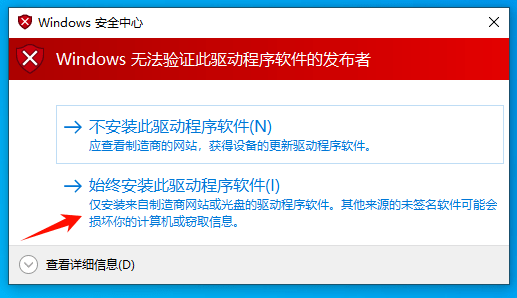 Windows 安全中心
Windows 无法验证此驱动程序软件的发布者
不安装此驱动程序软件(N)
应查看制造商的网站，获得设备的更新驱动程序软件。
始终安装此驱动程序软件(I)
仅安装来自制造商网站或光盘的驱动程序软件。其他来源的未签名软件可能会
损坏你的计算机或窃取信息。
查看详细信息(D)